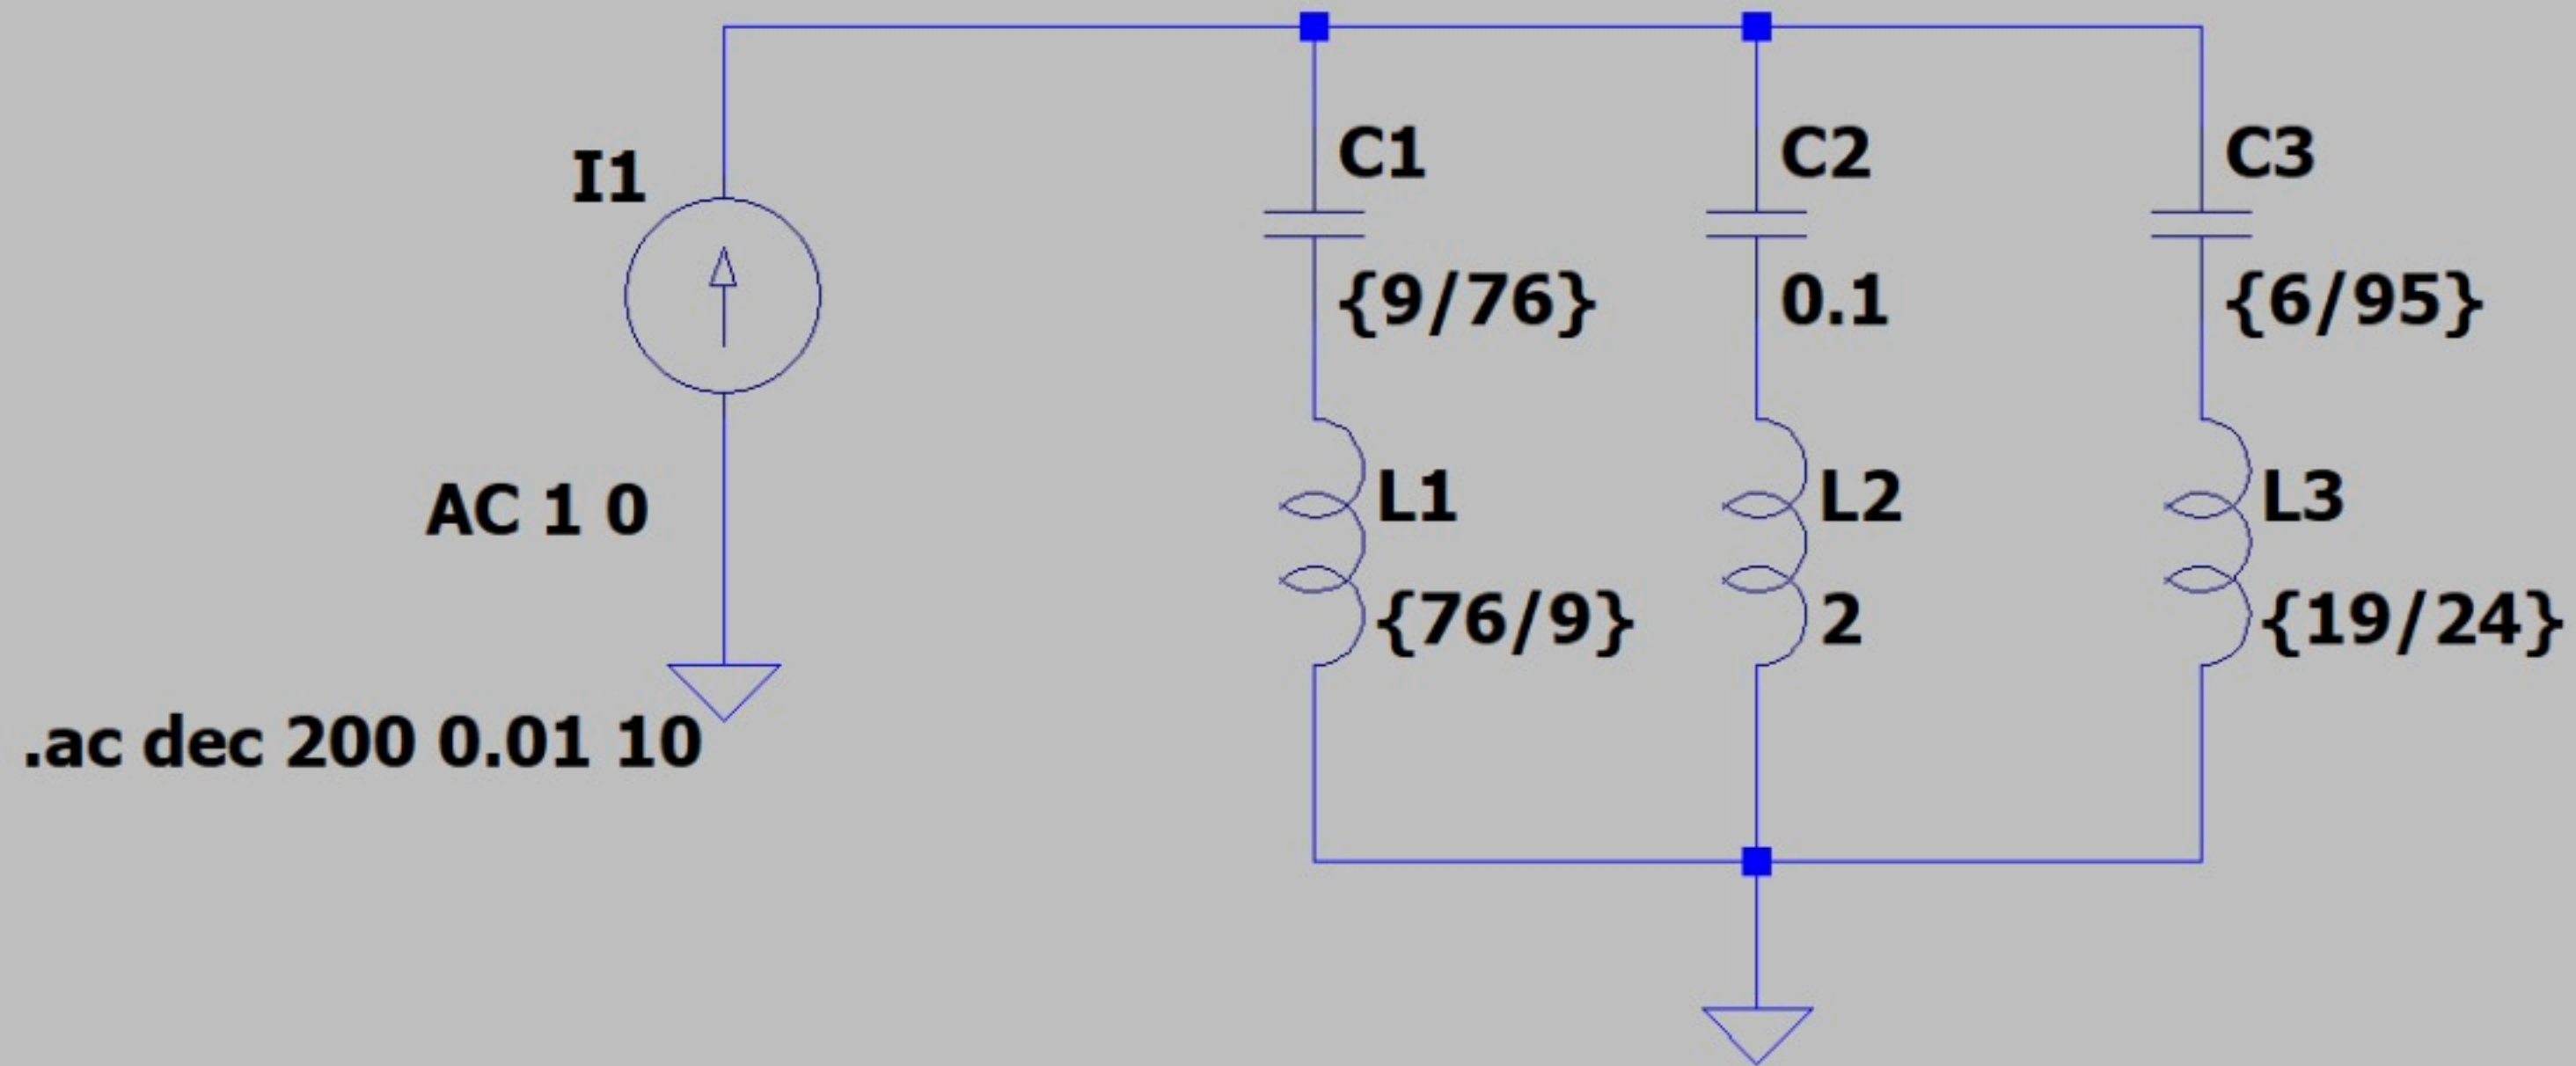 I1
AC 1 0
.ac dec 200 0.01 10
C1
{9/76}
L1
{76/9}
C2
0.1
L2
2
C3
{6/95}
L3
{19/24}